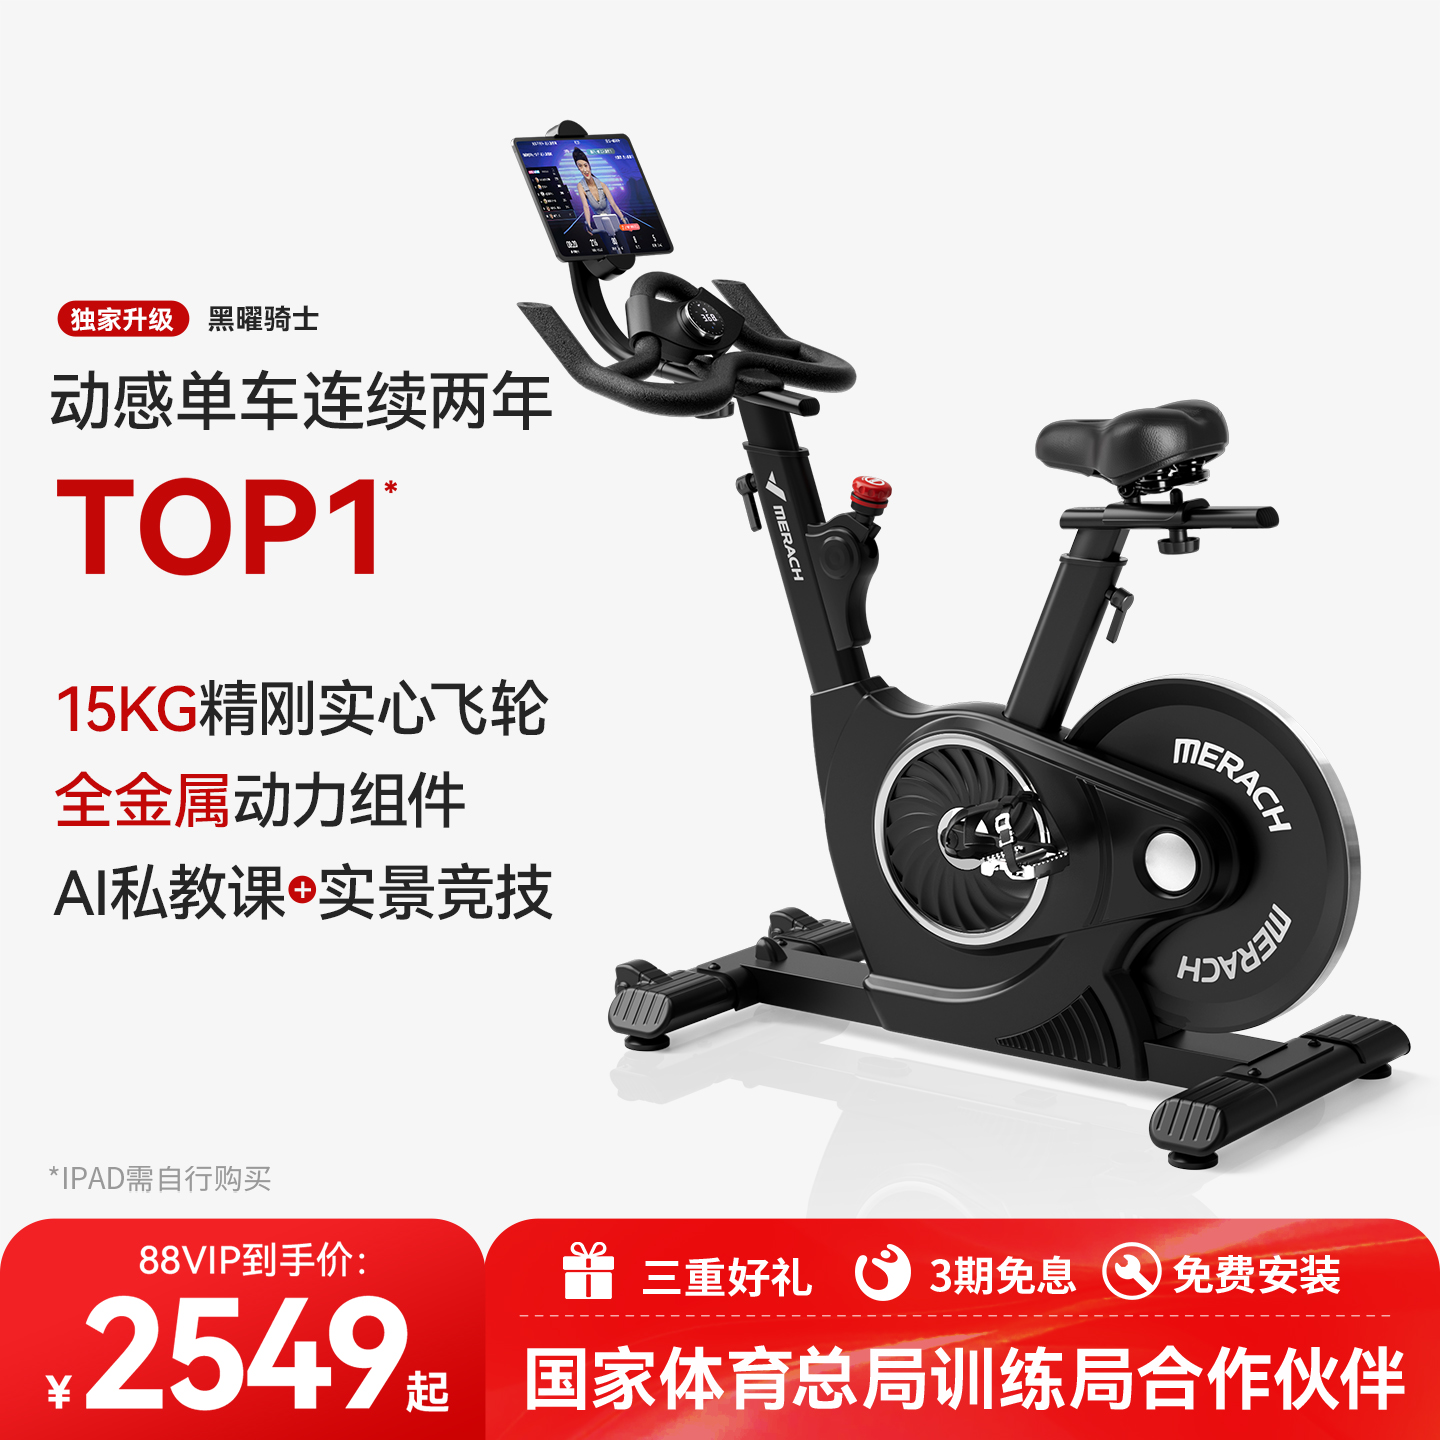 独家升级 黑曜骑士
动感单车连续两年
TOP1*
15KG精刚实心飞轮
全金属动力组件
AI私教课+实景竞技
*IPAD需自行购买
88VIP到手价：
¥2549起
三重好礼 3期免息 免费安装
国家体育总局训练局合作伙伴
MERACH
368
MERACH
MERACH